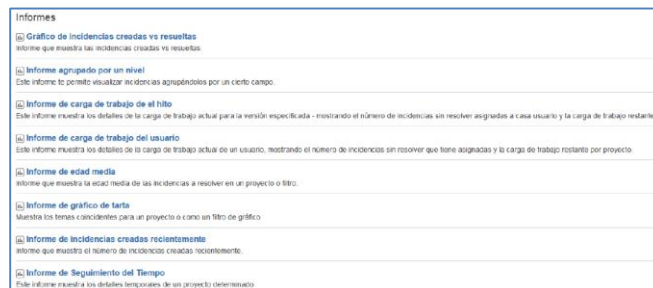 Informes
Gráfico de incidencias creadas vs resueltas
Informe que muestra las incidencias creadas vs resueltas.
Informe agrupado por un nivel
Este informe te permite visualizar incidencias agrupándolos por un cierto campo.
Informe de carga de trabajo de el hito
Este informe muestra los detalles de la carga de trabajo actual para la versión especificada - mostrando el número de incidencias sin resolver asignadas a casa usuario y la carga de trabajo restante
Informe de carga de trabajo del usuario
Este informe muestra los detalles de la carga de trabajo actual de un usuario, mostrando el número de incidencias sin resolver que tiene asignadas y la carga de trabajo restante por proyecto.
Informe de edad media
Informe que muestra la edad media de las incidencias a resolver en un proyecto o filtro.
Informe de gráfico de tarta
Muestra los temas coincidentes para un proyecto o como un filtro de gráfico
Informe de incidencias creadas recientemente
Informe que muestra el número de incidencias creadas recientemente.
Informe de Seguimiento del Tiempo
Este informe muestra los detalles temporales de un proyecto determinado